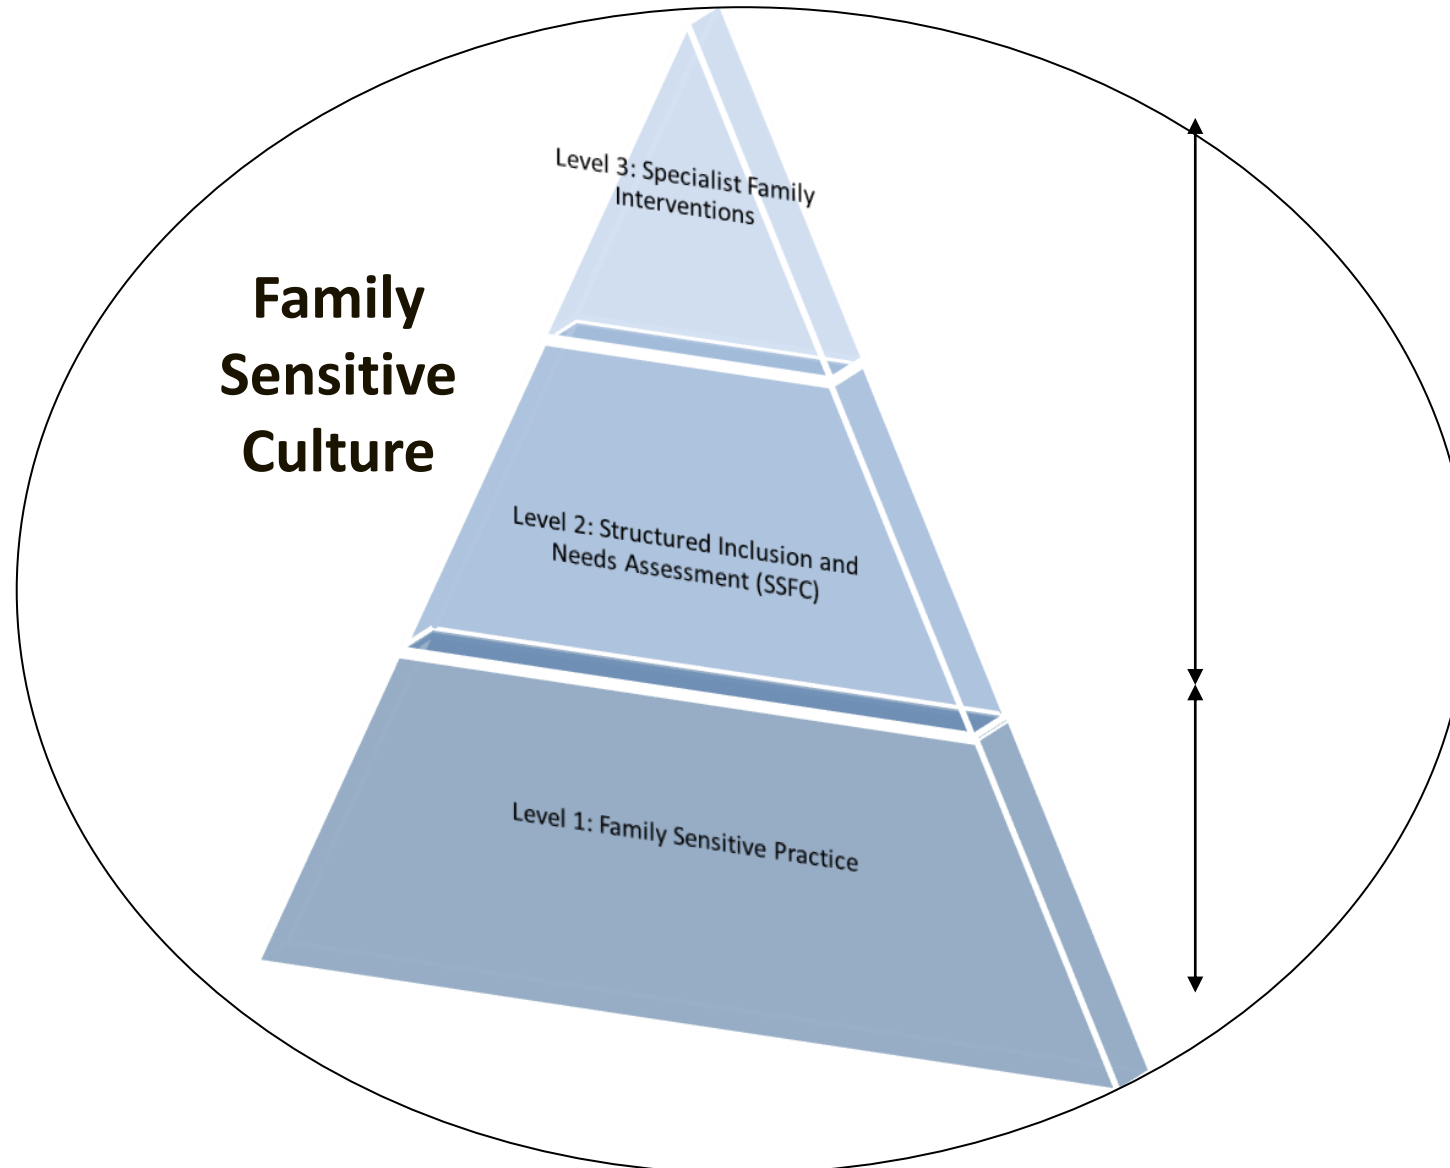 Level 3: Specialist Family
Interventions
Family
Sensitive
Culture
Level 2: Structured Inclusion and
Needs Assessment (SSFC)
Level 1: Family Sensitive Practice